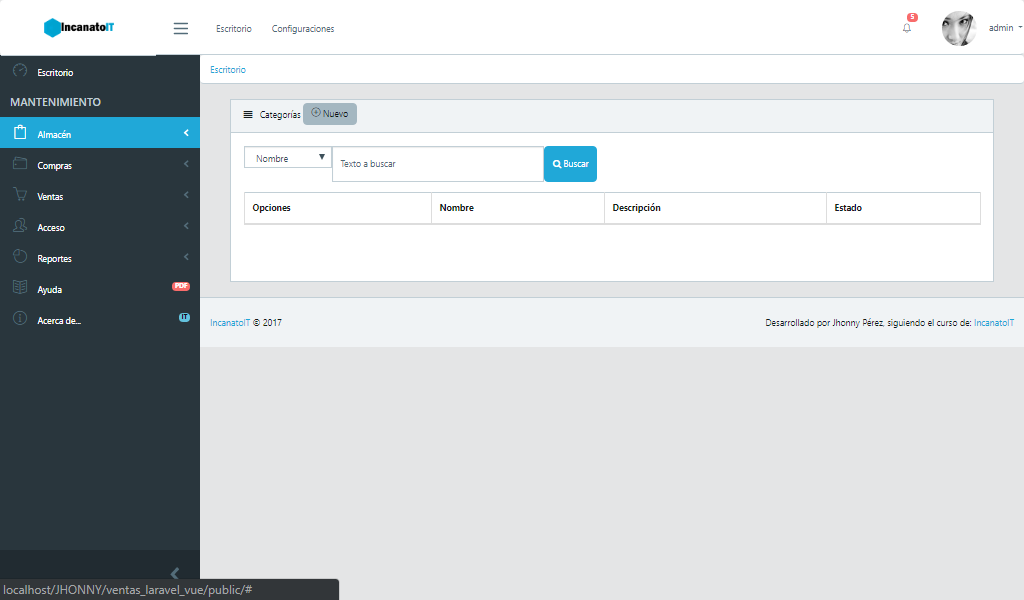 IncanatoIT
Escritorio
Configuraciones
5
admin
Escritorio
MANTENIMIENTO
Almacén
Compras
Ventas
Acceso
Reportes
Ayuda
PDF
Acerca de...
IT
Escritorio
Categorías
Nuevo
Nombre
Texto a buscar
Buscar
Opciones
Nombre
Descripción
Estado
IncanatoIT © 2017
Desarrollado por Jhonny Pérez, siguiendo el curso de: IncanatoIT
localhost/JHONNY/ventas_laravel_vue/public/#